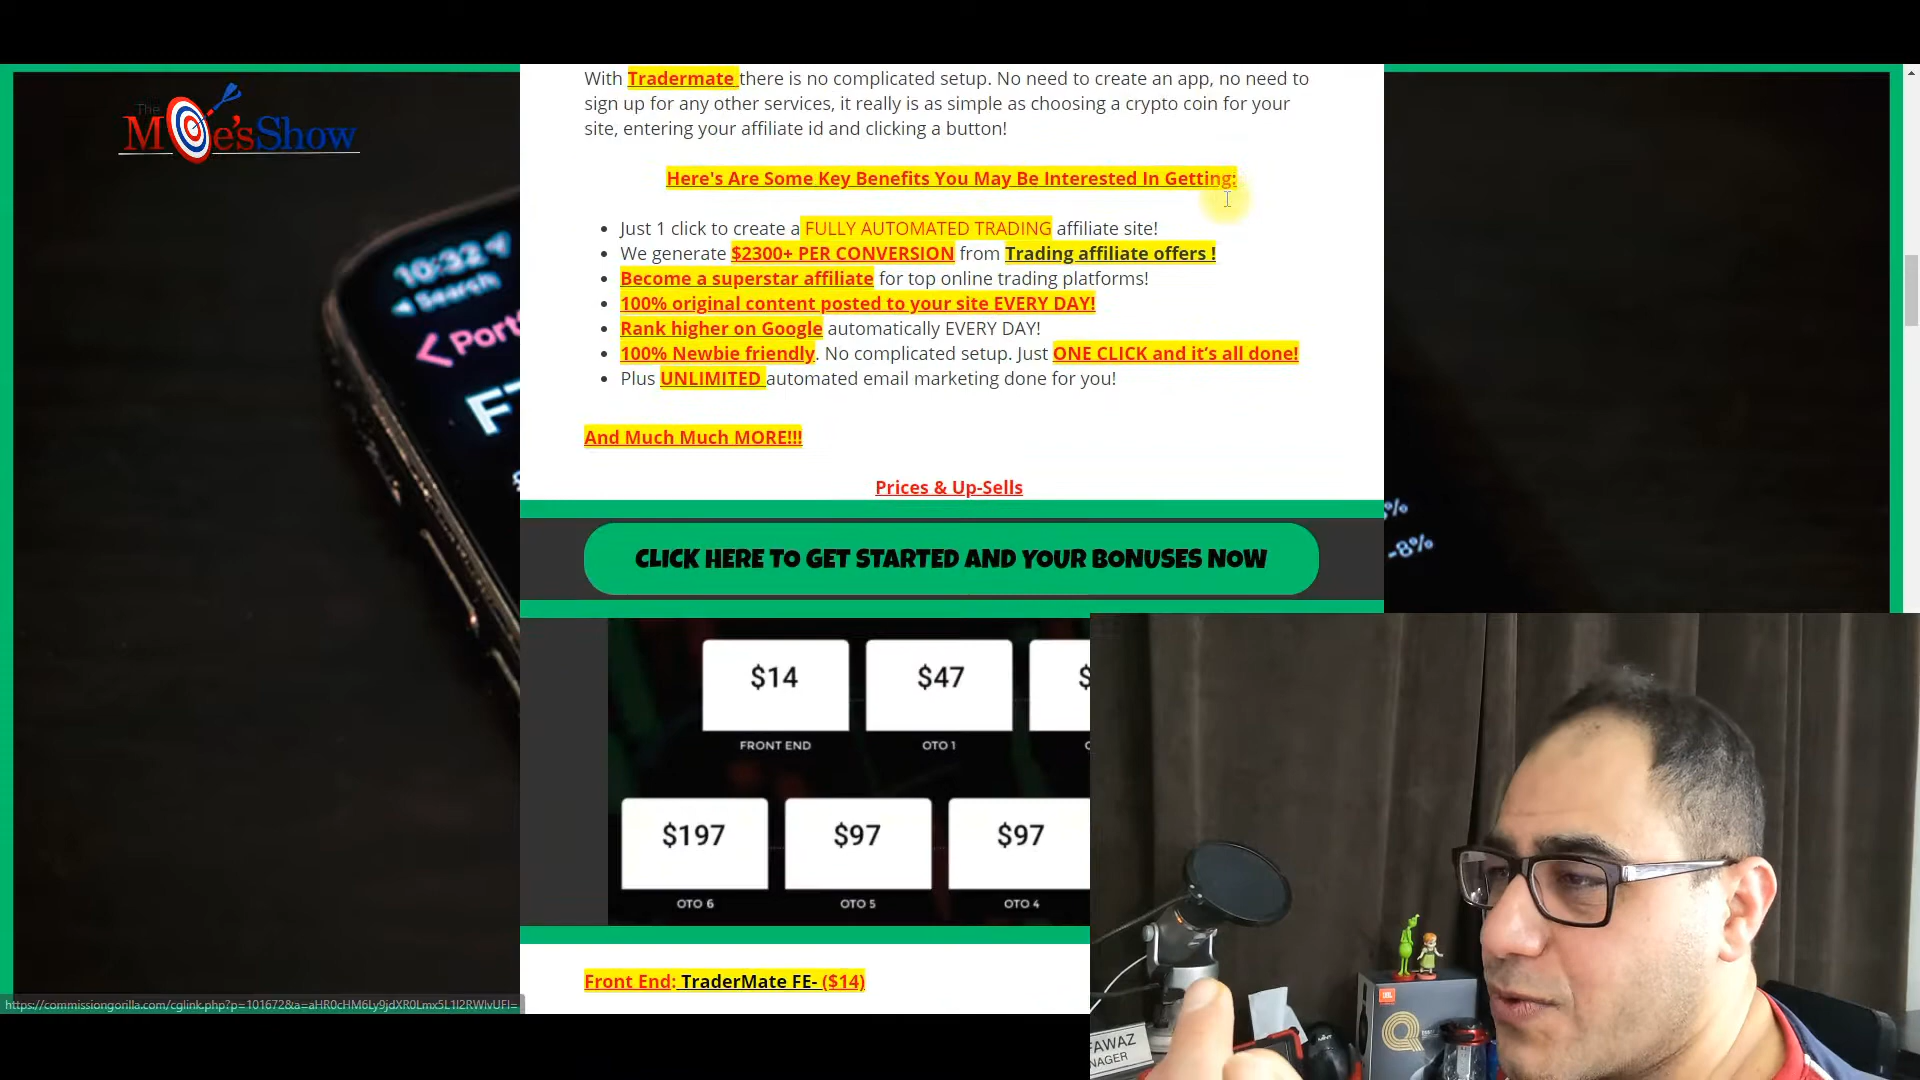 With Tradermate there is no complicated setup. No need to create an app, no need to
sign up for any other services, it really is as simple as choosing a crypto coin for your
site, entering your affiliate id and clicking a button!
The Moe'sShow
Here's Are Some Key Benefits You May Be Interested In Getting:
Just 1 click to create a FULLY AUTOMATED TRADING affiliate site!
We generate $2300+ PER CONVERSION from Trading affiliate offers !
Become a superstar affiliate for top online trading platforms!
100% original content posted to your site EVERY DAY!
Rank higher on Google automatically EVERY DAY!
100% Newbie friendly. No complicated setup. Just ONE CLICK and it's all done!
Plus UNLIMITED automated email marketing done for you!
And Much Much MORE!!!
Prices & Up-Sells
10:32
Search
-8%
CLICK HERE TO GET STARTED AND YOUR BONUSES NOW
$14
$47
FRONT END
OTO 1
$197
$97
$97
OTO 6
OTO 5
OTO 4
Front End: TraderMate FE- ($14)
JBL
FAWAZ